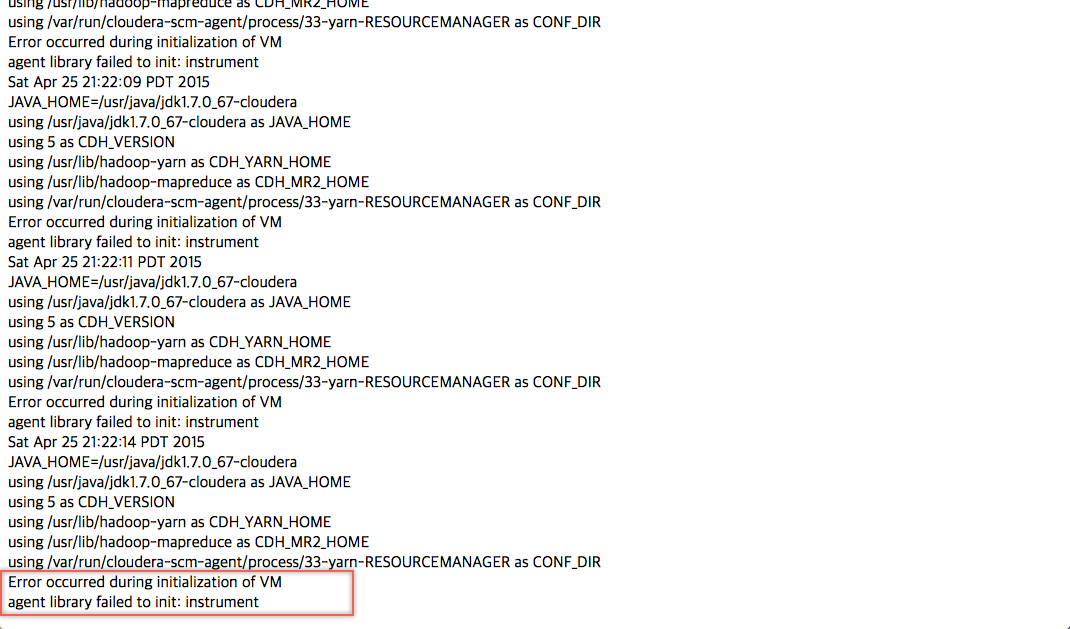 using /usr/lib/hadoop-mapreduce as CDH_MR2_HOME
using /var/run/cloudera-scm-agent/process/33-yarn-RESOURCEMANAGER as CONF_DIR
Error occurred during initialization of VM
agent library failed to init: instrument
Sat Apr 25 21:22:09 PDT 2015
JAVA_HOME=/usr/java/jdk1.7.0_67-cloudera
using /usr/java/jdk1.7.0_67-cloudera as JAVA_HOME
using 5 as CDH_VERSION
using /usr/lib/hadoop-yarn as CDH_YARN_HOME
using /usr/lib/hadoop-mapreduce as CDH_MR2_HOME
using /var/run/cloudera-scm-agent/process/33-yarn-RESOURCEMANAGER as CONF_DIR
Error occurred during initialization of VM
agent library failed to init: instrument
Sat Apr 25 21:22:11 PDT 2015
JAVA_HOME=/usr/java/jdk1.7.0_67-cloudera
using /usr/java/jdk1.7.0_67-cloudera as JAVA_HOME
using 5 as CDH_VERSION
using /usr/lib/hadoop-yarn as CDH_YARN_HOME
using /usr/lib/hadoop-mapreduce as CDH_MR2_HOME
using /var/run/cloudera-scm-agent/process/33-yarn-RESOURCEMANAGER as CONF_DIR
Error occurred during initialization of VM
agent library failed to init: instrument
Sat Apr 25 21:22:14 PDT 2015
JAVA_HOME=/usr/java/jdk1.7.0_67-cloudera
using /usr/java/jdk1.7.0_67-cloudera as JAVA_HOME
using 5 as CDH_VERSION
using /usr/lib/hadoop-yarn as CDH_YARN_HOME
using /usr/lib/hadoop-mapreduce as CDH_MR2_HOME
using /var/run/cloudera-scm-agent/process/33-yarn-RESOURCEMANAGER as CONF_DIR
Error occurred during initialization of VM
agent library failed to init: instrument